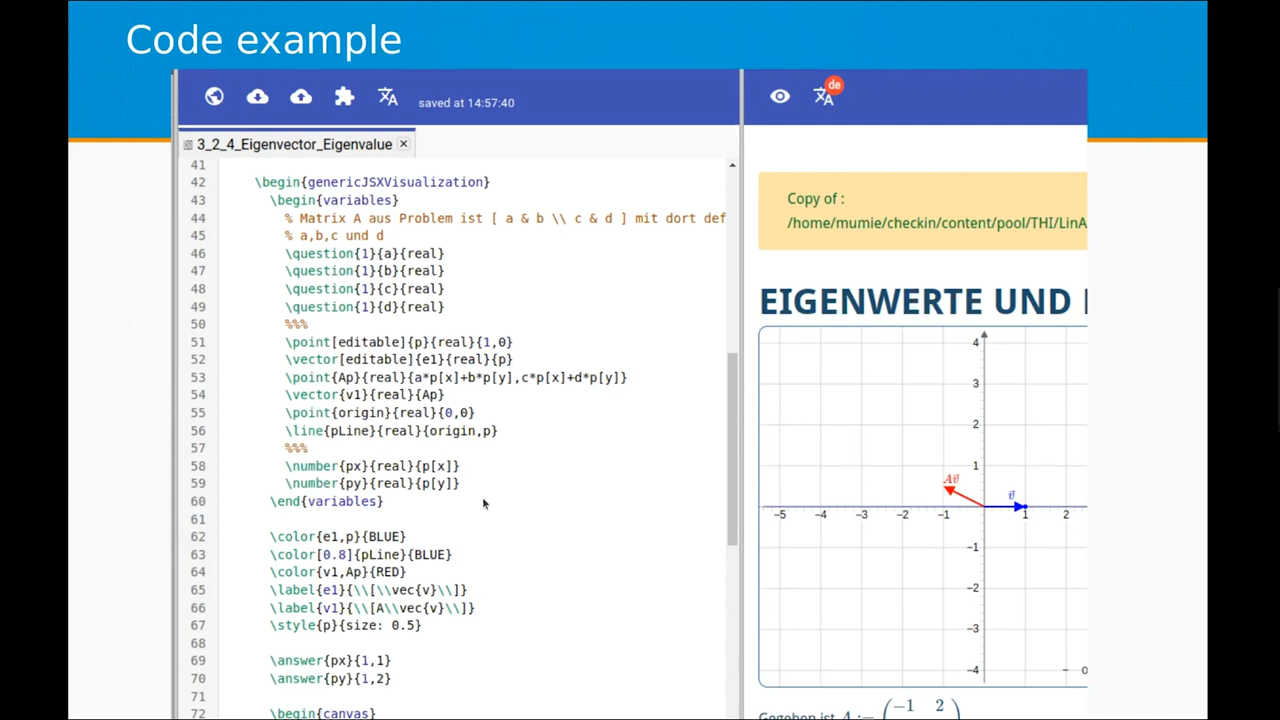 Code example
saved at 14:57:40
de
3_2_4_Eigenvector_Eigenvalue
41
42 \begin{genericJSXVisualization}
43 \begin{variables}
44 % Matrix A aus Problem ist [ a & b \\ c & d ] mit dort def
45 % a,b,c und d
46 \question{1}{a}{real}
47 \question{1}{b}{real}
48 \question{1}{c}{real}
49 \question{1}{d}{real}
50 %%%
51 \point[editable]{p}{real}{1,0}
52 \vector[editable]{e1}{real}{p}
53 \point{Ap}{real}{a*p[x]+b*p[y],c*p[x]+d*p[y]}
54 \vector{v1}{real}{Ap}
55 \point{origin}{real}{0,0}
56 \line{pLine}{real}{origin,p}
57 %%%
58 \number{px}{real}{p[x]}
59 \number{py}{real}{p[y]}
60 \end{variables}
61
62 \color{e1,p}{BLUE}
63 \color[0.8]{pLine}{BLUE}
64 \color{v1,Ap}{RED}
65 \label{e1}{\\[\\vec{v}\\]}
66 \label{v1}{\\[A\\vec{v}\\]}
67 \style{p}{size: 0.5}
68
69 \answer{px}{1,1}
70 \answer{py}{1,2}
71
72 \begin{canvas}
Copy of :
/home/mumie/checkin/content/pool/THI/LinA
EIGENWERTE UND
4
3
2
1
Av⃗
v⃗
−5 −4 −3 −2 −1 1 2
−1
−2
−3
−4
−
Gegeben ist A := ( −1 2 )